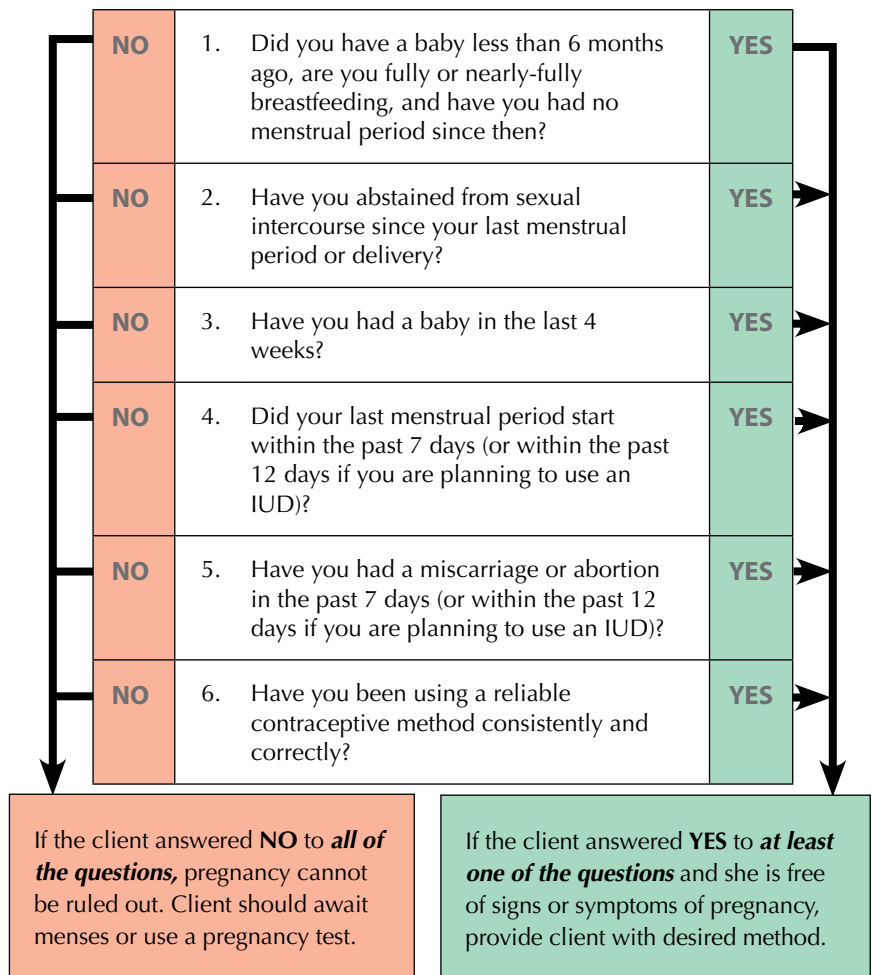 NO 1. Did you have a baby less than 6 months YES
ago, are you fully or nearly-fully
breastfeeding, and have you had no
menstrual period since then?
NO 2. Have you abstained from sexual YES
intercourse since your last menstrual
period or delivery?
NO 3. Have you had a baby in the last 4 YES
weeks?
NO 4. Did your last menstrual period start YES
within the past 7 days (or within the past
12 days if you are planning to use an
IUD)?
NO 5. Have you had a miscarriage or abortion YES
in the past 7 days (or within the past 12
days if you are planning to use an IUD)?
NO 6. Have you been using a reliable YES
contraceptive method consistently and
correctly?
If the client answered NO to all of
the questions, pregnancy cannot
be ruled out. Client should await
menses or use a pregnancy test.
If the client answered YES to at least
one of the questions and she is free
of signs or symptoms of pregnancy,
provide client with desired method.